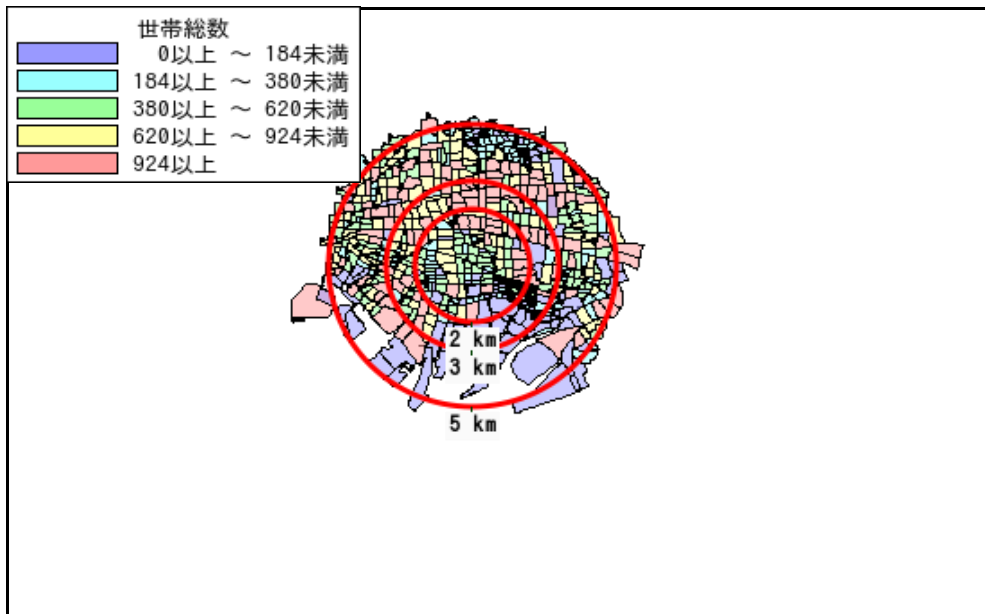 世帯総数
0以上 ～ 184未満
184以上 ～ 380未満
380以上 ～ 620未満
620以上 ～ 924未満
924以上
2 km
3 km
5 km